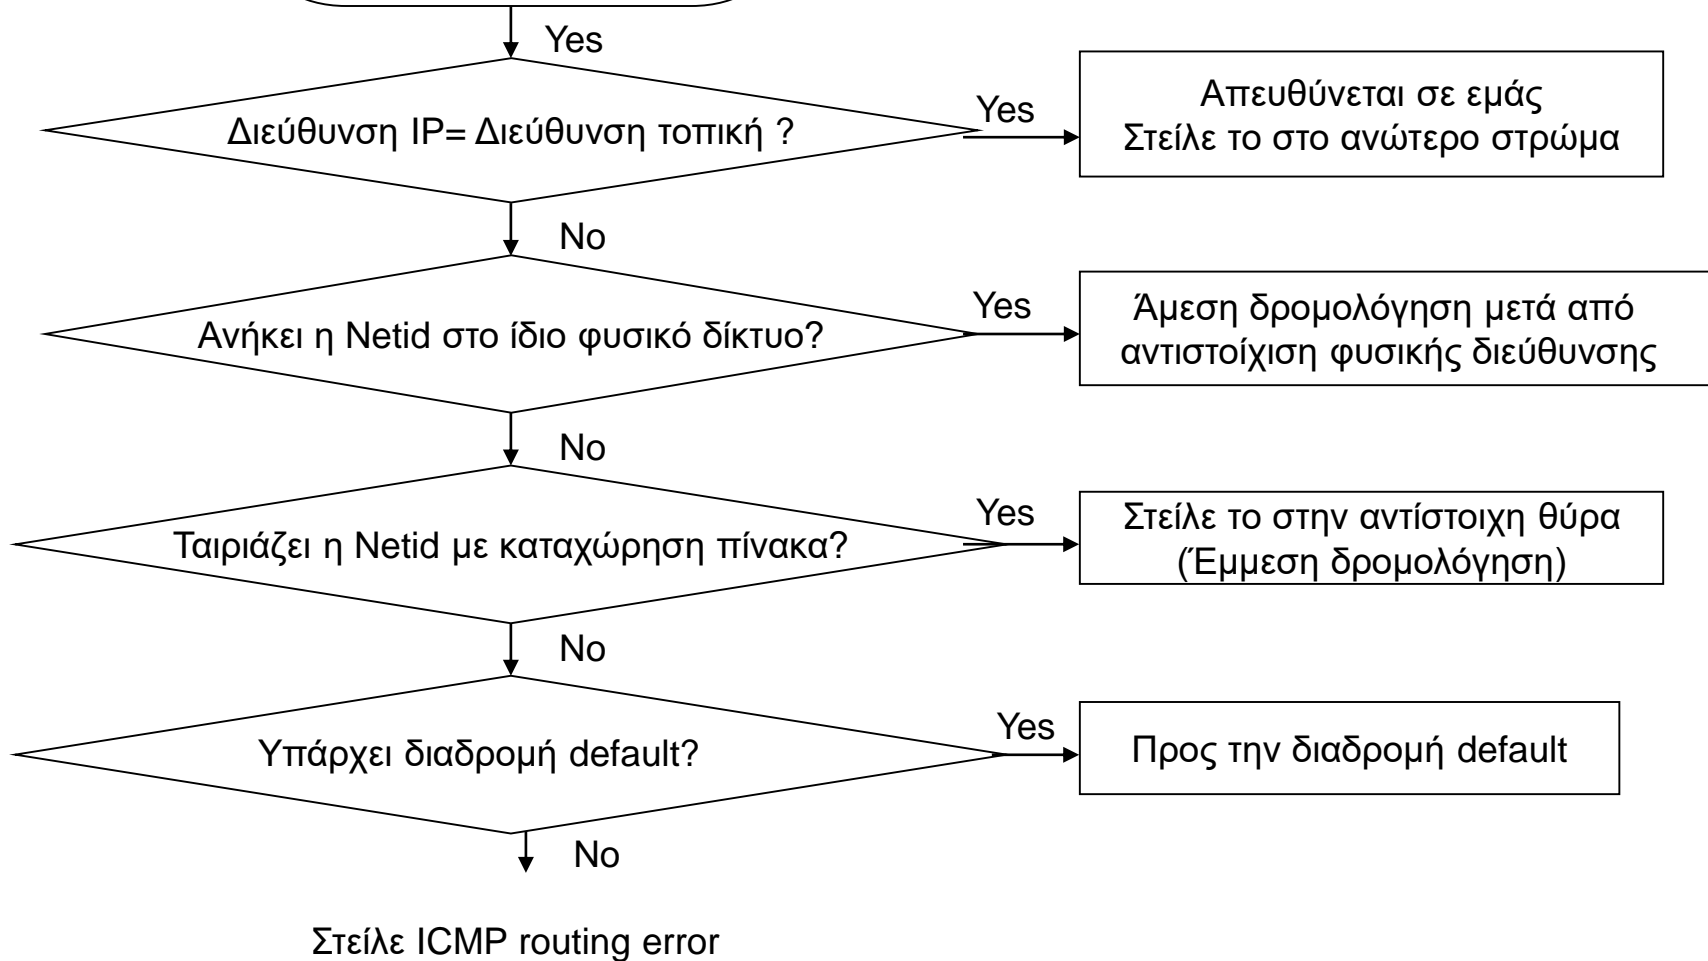 Yes
Διεύθυνση IP= Διεύθυνση τοπική ?
Yes
Απευθύνεται σε εμάς
Στείλε το στο ανώτερο στρώμα
No
Ανήκει η Netid στο ίδιο φυσικό δίκτυο?
Yes
Άμεση δρομολόγηση μετά από
αντιστοίχιση φυσικής διεύθυνσης
No
Ταιριάζει η Netid με καταχώρηση πίνακα?
Yes
Στείλε το στην αντίστοιχη θύρα
(Έμμεση δρομολόγηση)
No
Υπάρχει διαδρομή default?
Yes
Προς την διαδρομή default
No
Στείλε ICMP routing error